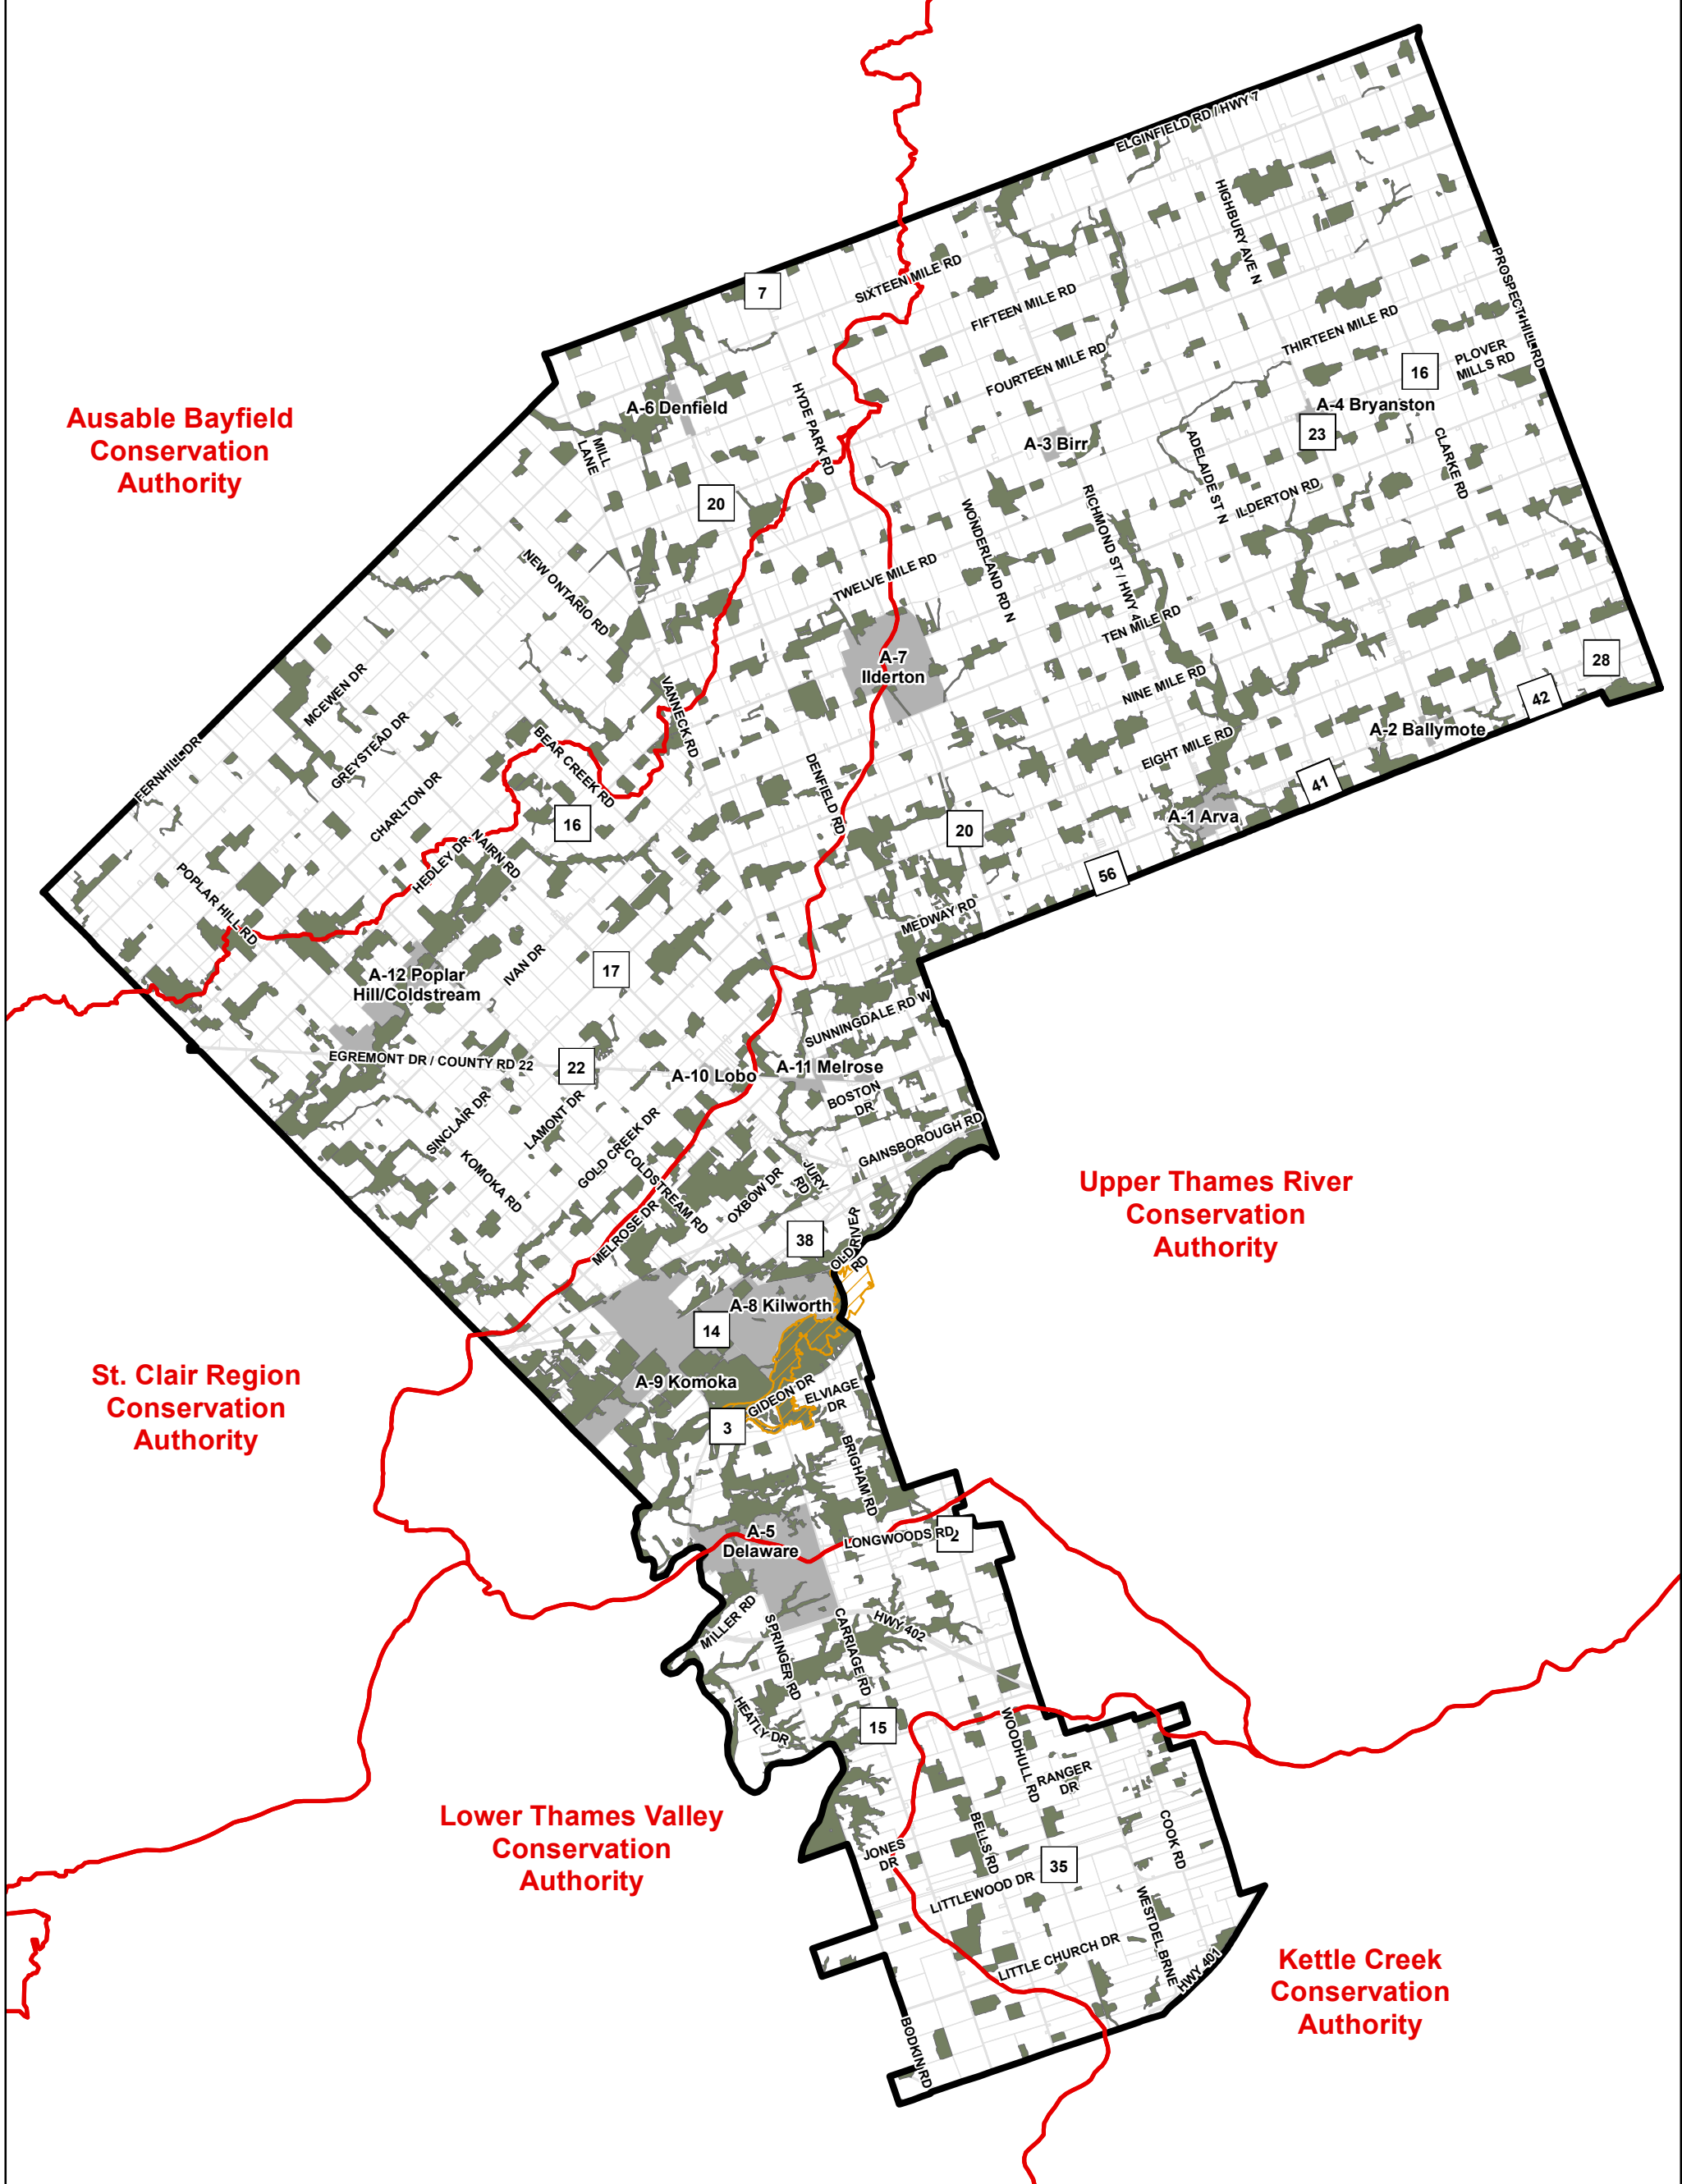 ELGINFIELD RD / HWY 7
HIGHBURY AVE N
PROSPECT HILL RD
7
SIXTEEN MILE RD
FIFTEEN MILE RD
FOURTEEN MILE RD
THIRTEEN MILE RD
PLOVER
MILLS RD
16
A-4 Bryanston
23
A-6 Denfield
HYDE PARK RD
MILL
LANE
A-3 Birr
ADELAIDE ST N
CLARKE RD
ILDERTON RD
Ausable Bayfield
Conservation
Authority
20
WONDERLAND RD N
RICHMOND ST / HWY 4
NEW ONTARIO RD
TWELVE MILE RD
TEN MILE RD
A-7
Ilderton
NINE MILE RD
28
42
A-2 Ballymote
EIGHT MILE RD
41
A-1 Arva
MCEWEN DR
GREYSTEAD DR
FERNHILL DR
VANNECK RD
BEAR CREEK RD
CHARLTON DR
DENFIELD RD
16
20
HEDLEY DR
NAIRN RD
POPLAR HILL RD
56
MEDWAY RD
IVAN DR
17
A-12 Poplar
Hill/Coldstream
SUNNINGDALE RD W
EGREMONT DR / COUNTY RD 22
22
A-10 Lobo
A-11 Melrose
BOSTON
DR
SINCLAIR DR
LAMONT DR
GOLD CREEK DR
GAINSBOROUGH RD
KOMOKA RD
COLDSTREAM RD
OXBOW DR
JURY
RD
MELROSE DR
38
OLD RIVER
RD
Upper Thames River
Conservation
Authority
A-8 Kilworth
14
St. Clair Region
Conservation
Authority
A-9 Komoka
GIDEON DR
ELVIAGE
DR
3
BRIGHAM RD
A-5
Delaware
LONGWOODS RD
2
MILLER RD
SPRINGER RD
CARRIAGE RD
HWY 402
HEATLY DR
15
WOODHULL RD
RANGER
DR
Lower Thames Valley
Conservation
Authority
JONES
DR
BELLS RD
COOK RD
35
LITTLEWOOD DR
WESTDEL BRNE
LITTLE CHURCH DR
HWY 401
Kettle Creek
Conservation
Authority
BODKIN RD